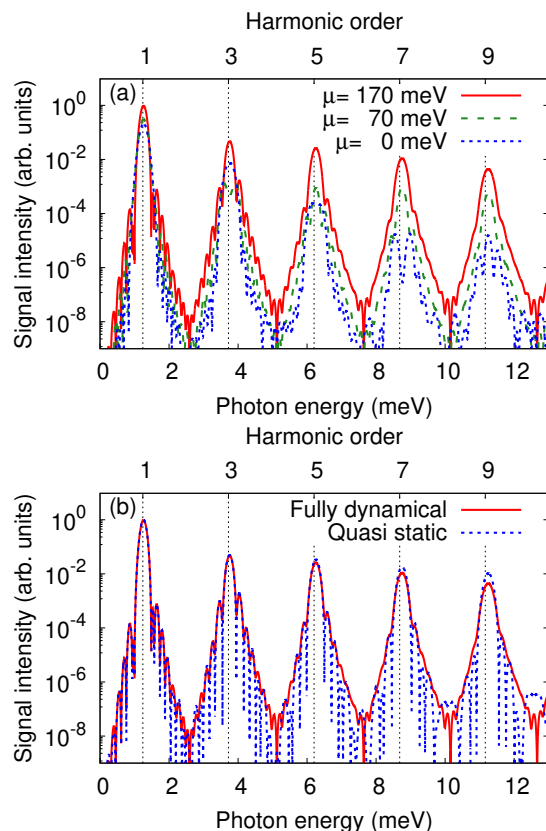 Harmonic order
1 3 5 7 9
(a)
μ= 170 meV
μ= 70 meV
μ= 0 meV
Signal intensity (arb. units)
10^0
10^-2
10^-4
10^-6
10^-8
0 2 4 6 8 10 12
Photon energy (meV)
Harmonic order
1 3 5 7 9
(b)
Fully dynamical
Quasi static
Signal intensity (arb. units)
10^0
10^-2
10^-4
10^-6
10^-8
0 2 4 6 8 10 12
Photon energy (meV)